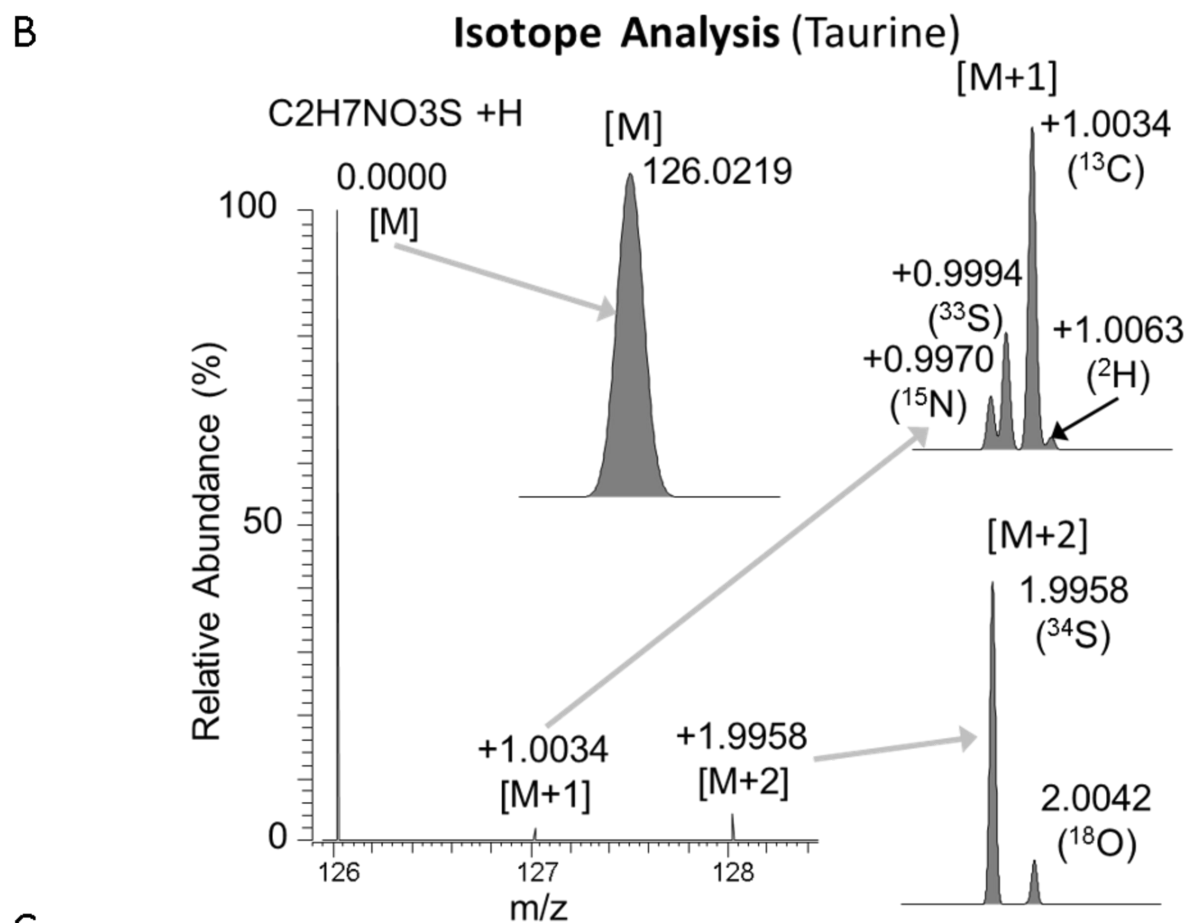 B
Isotope Analysis (Taurine)
C2H7NO3S +H
0.0000
[M]
[M]
126.0219
[M+1]
+1.0034
(¹³C)
+0.9994
(³³S)
+0.9970
(¹⁵N)
+1.0063
(²H)
[M+2]
1.9958
(³⁴S)
2.0042
(¹⁸O)
+1.0034
[M+1]
+1.9958
[M+2]
Relative Abundance (%)
100
50
0
126
127
128
m/z